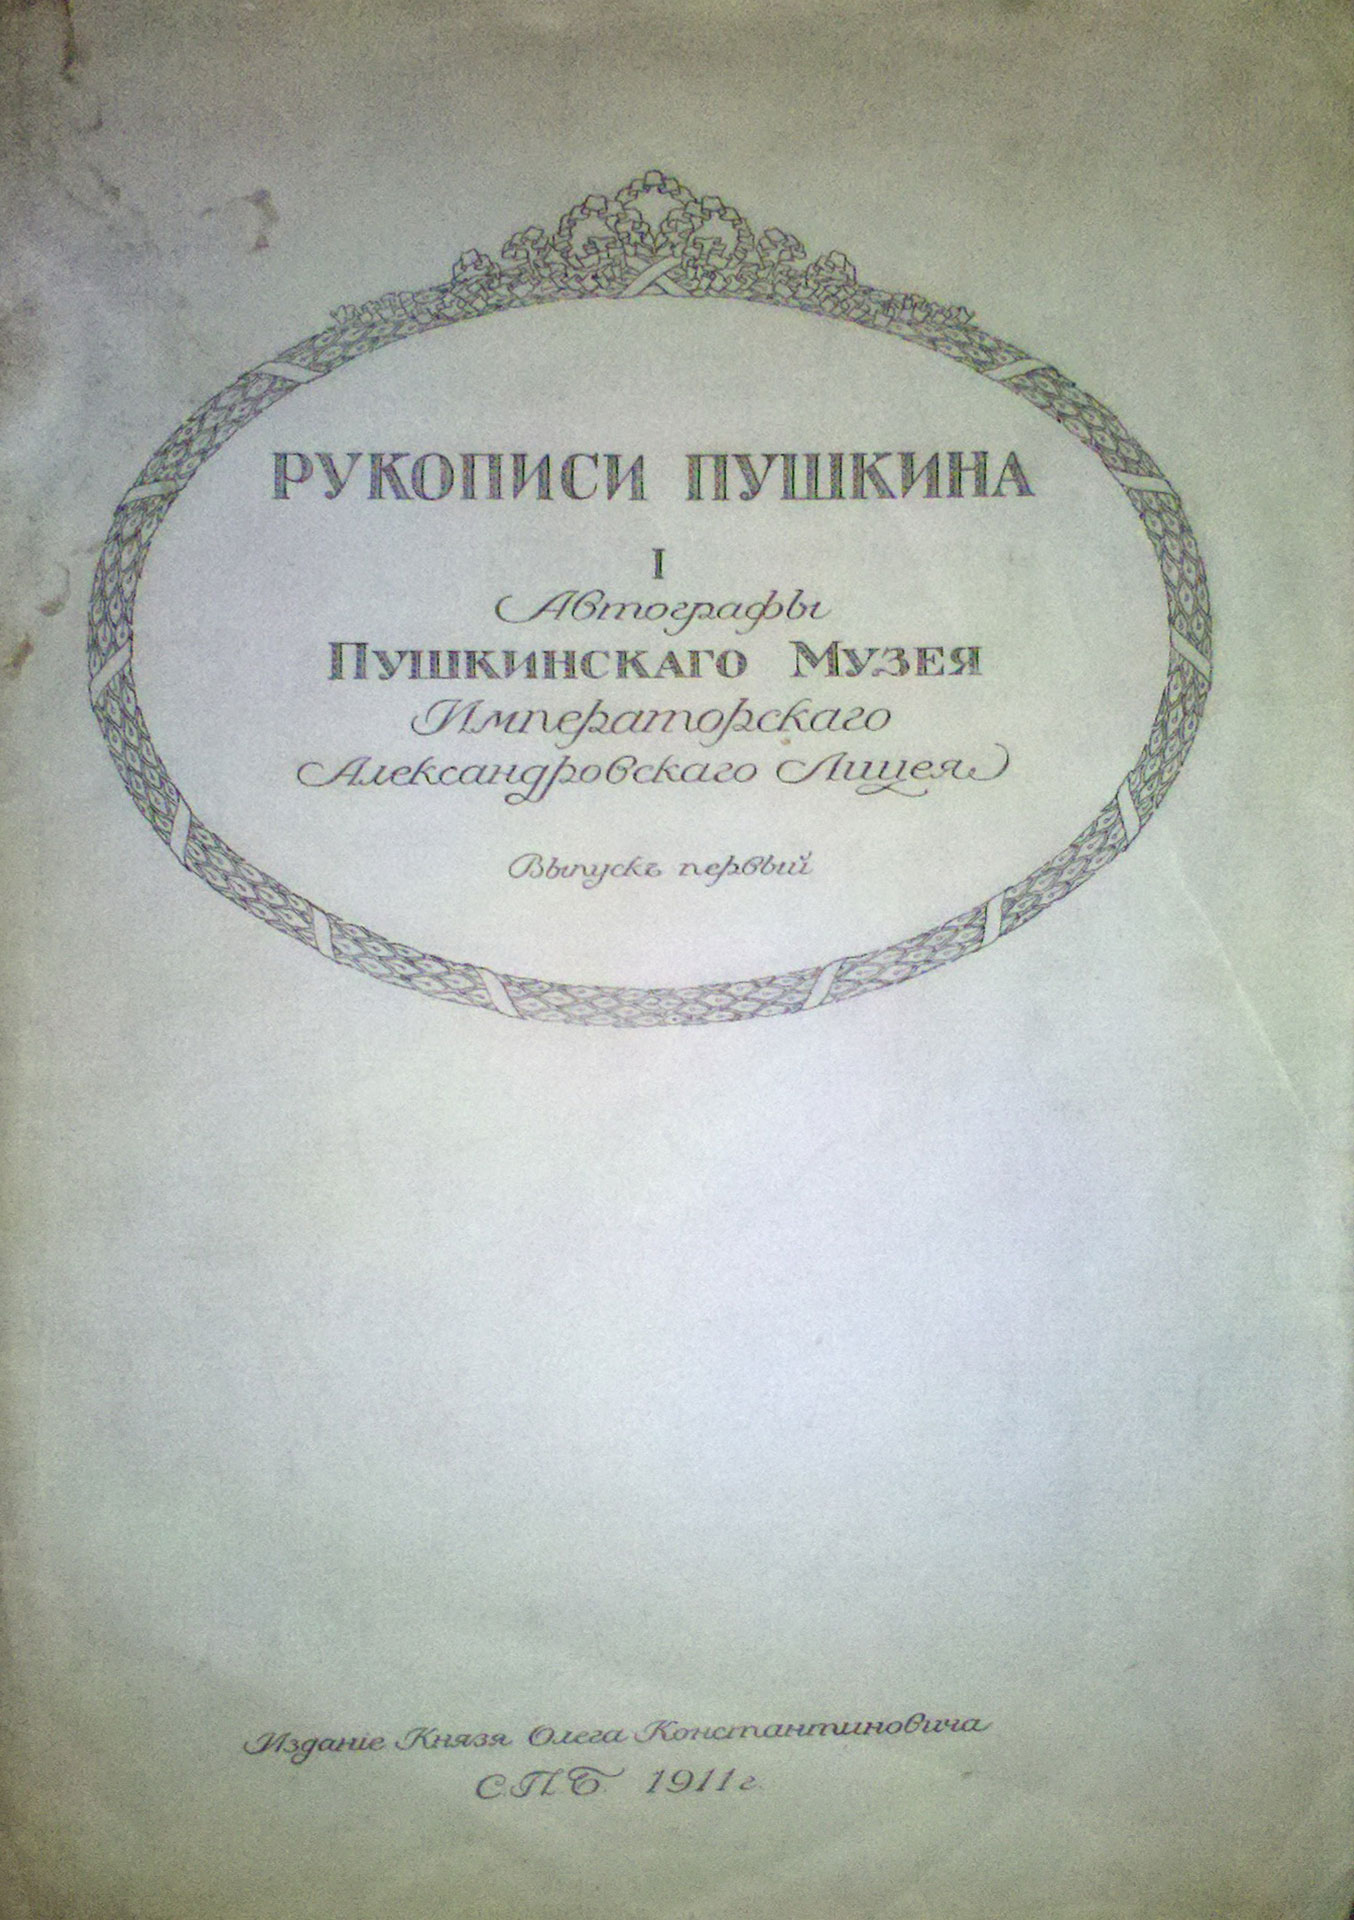 РУКОПИСИ ПУШКИНА
I
Автографы
ПУШКИНСКАГО МУЗЕЯ
Императорскаго
Александровскаго Лицея
Выпускъ первый
Изданіе Князя Олега Константиновича
С.П.Б. 1911 г.